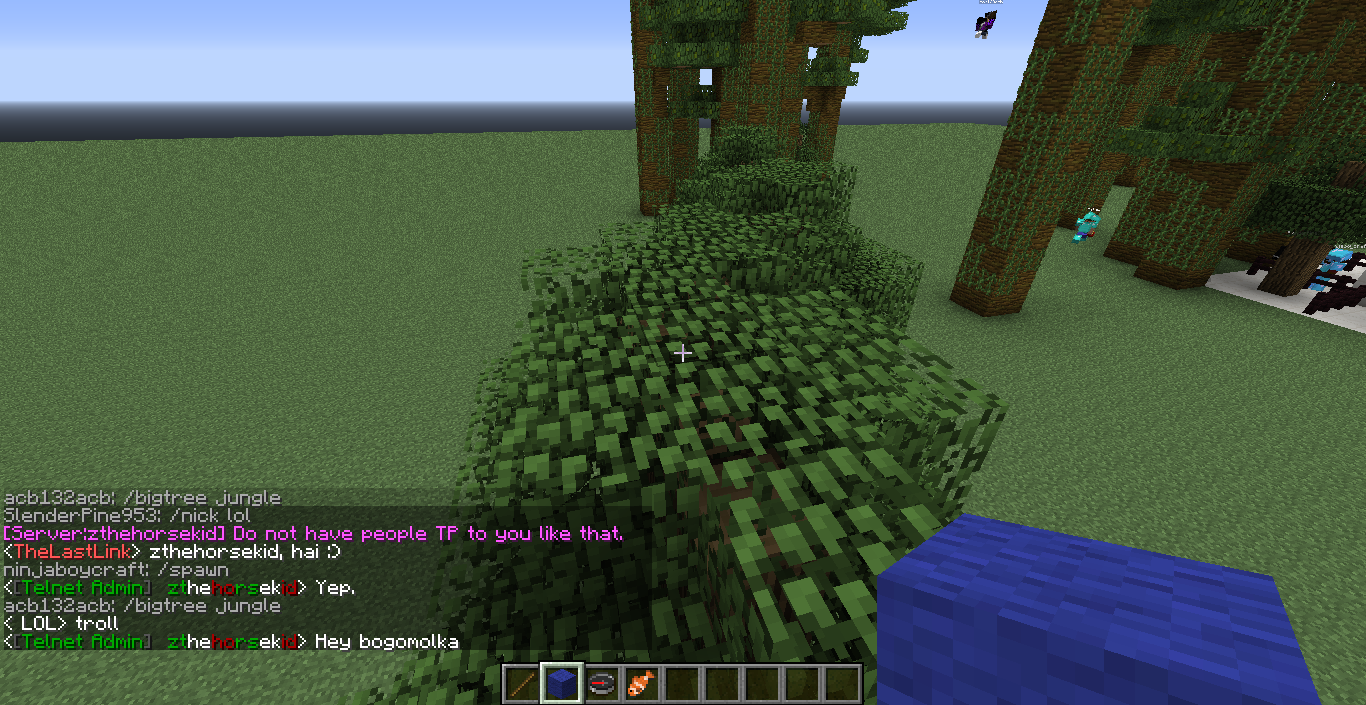 acb132acb: /bigtree jungle
SlenderPine953: /nick lol
[Server:zthehorsekid] Do not have people TP to you like that.
<TheLastLink> zthehorsekid, hai :)
ninjaboycraft: /spawn
<[Telnet Admin] zthehorsekid> Yep.
acb132acb: /bigtree jungle
< LOL> troll
<[Telnet Admin] zthehorsekid> Hey bogomolka